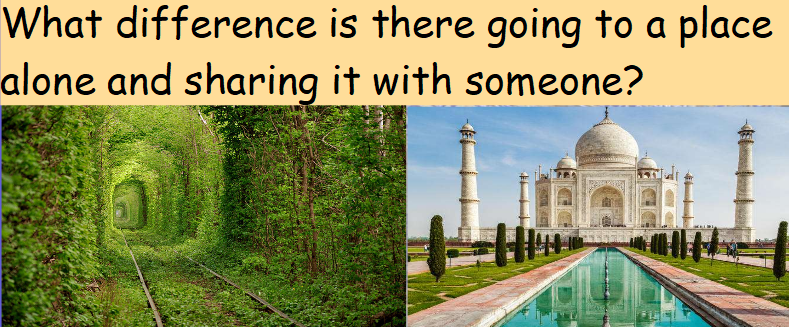 What difference is there going to a place
alone and sharing it with someone?